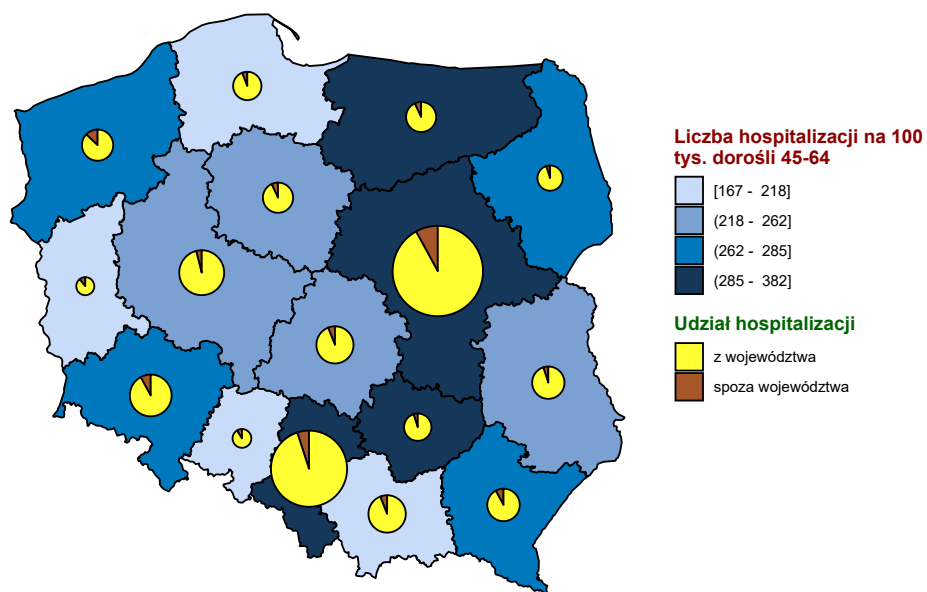 Liczba hospitalizacji na 100
tys. dorośli 45-64
[167 - 218]
(218 - 262]
(262 - 285]
(285 - 382]
Udział hospitalizacji
z województwa
spoza województwa